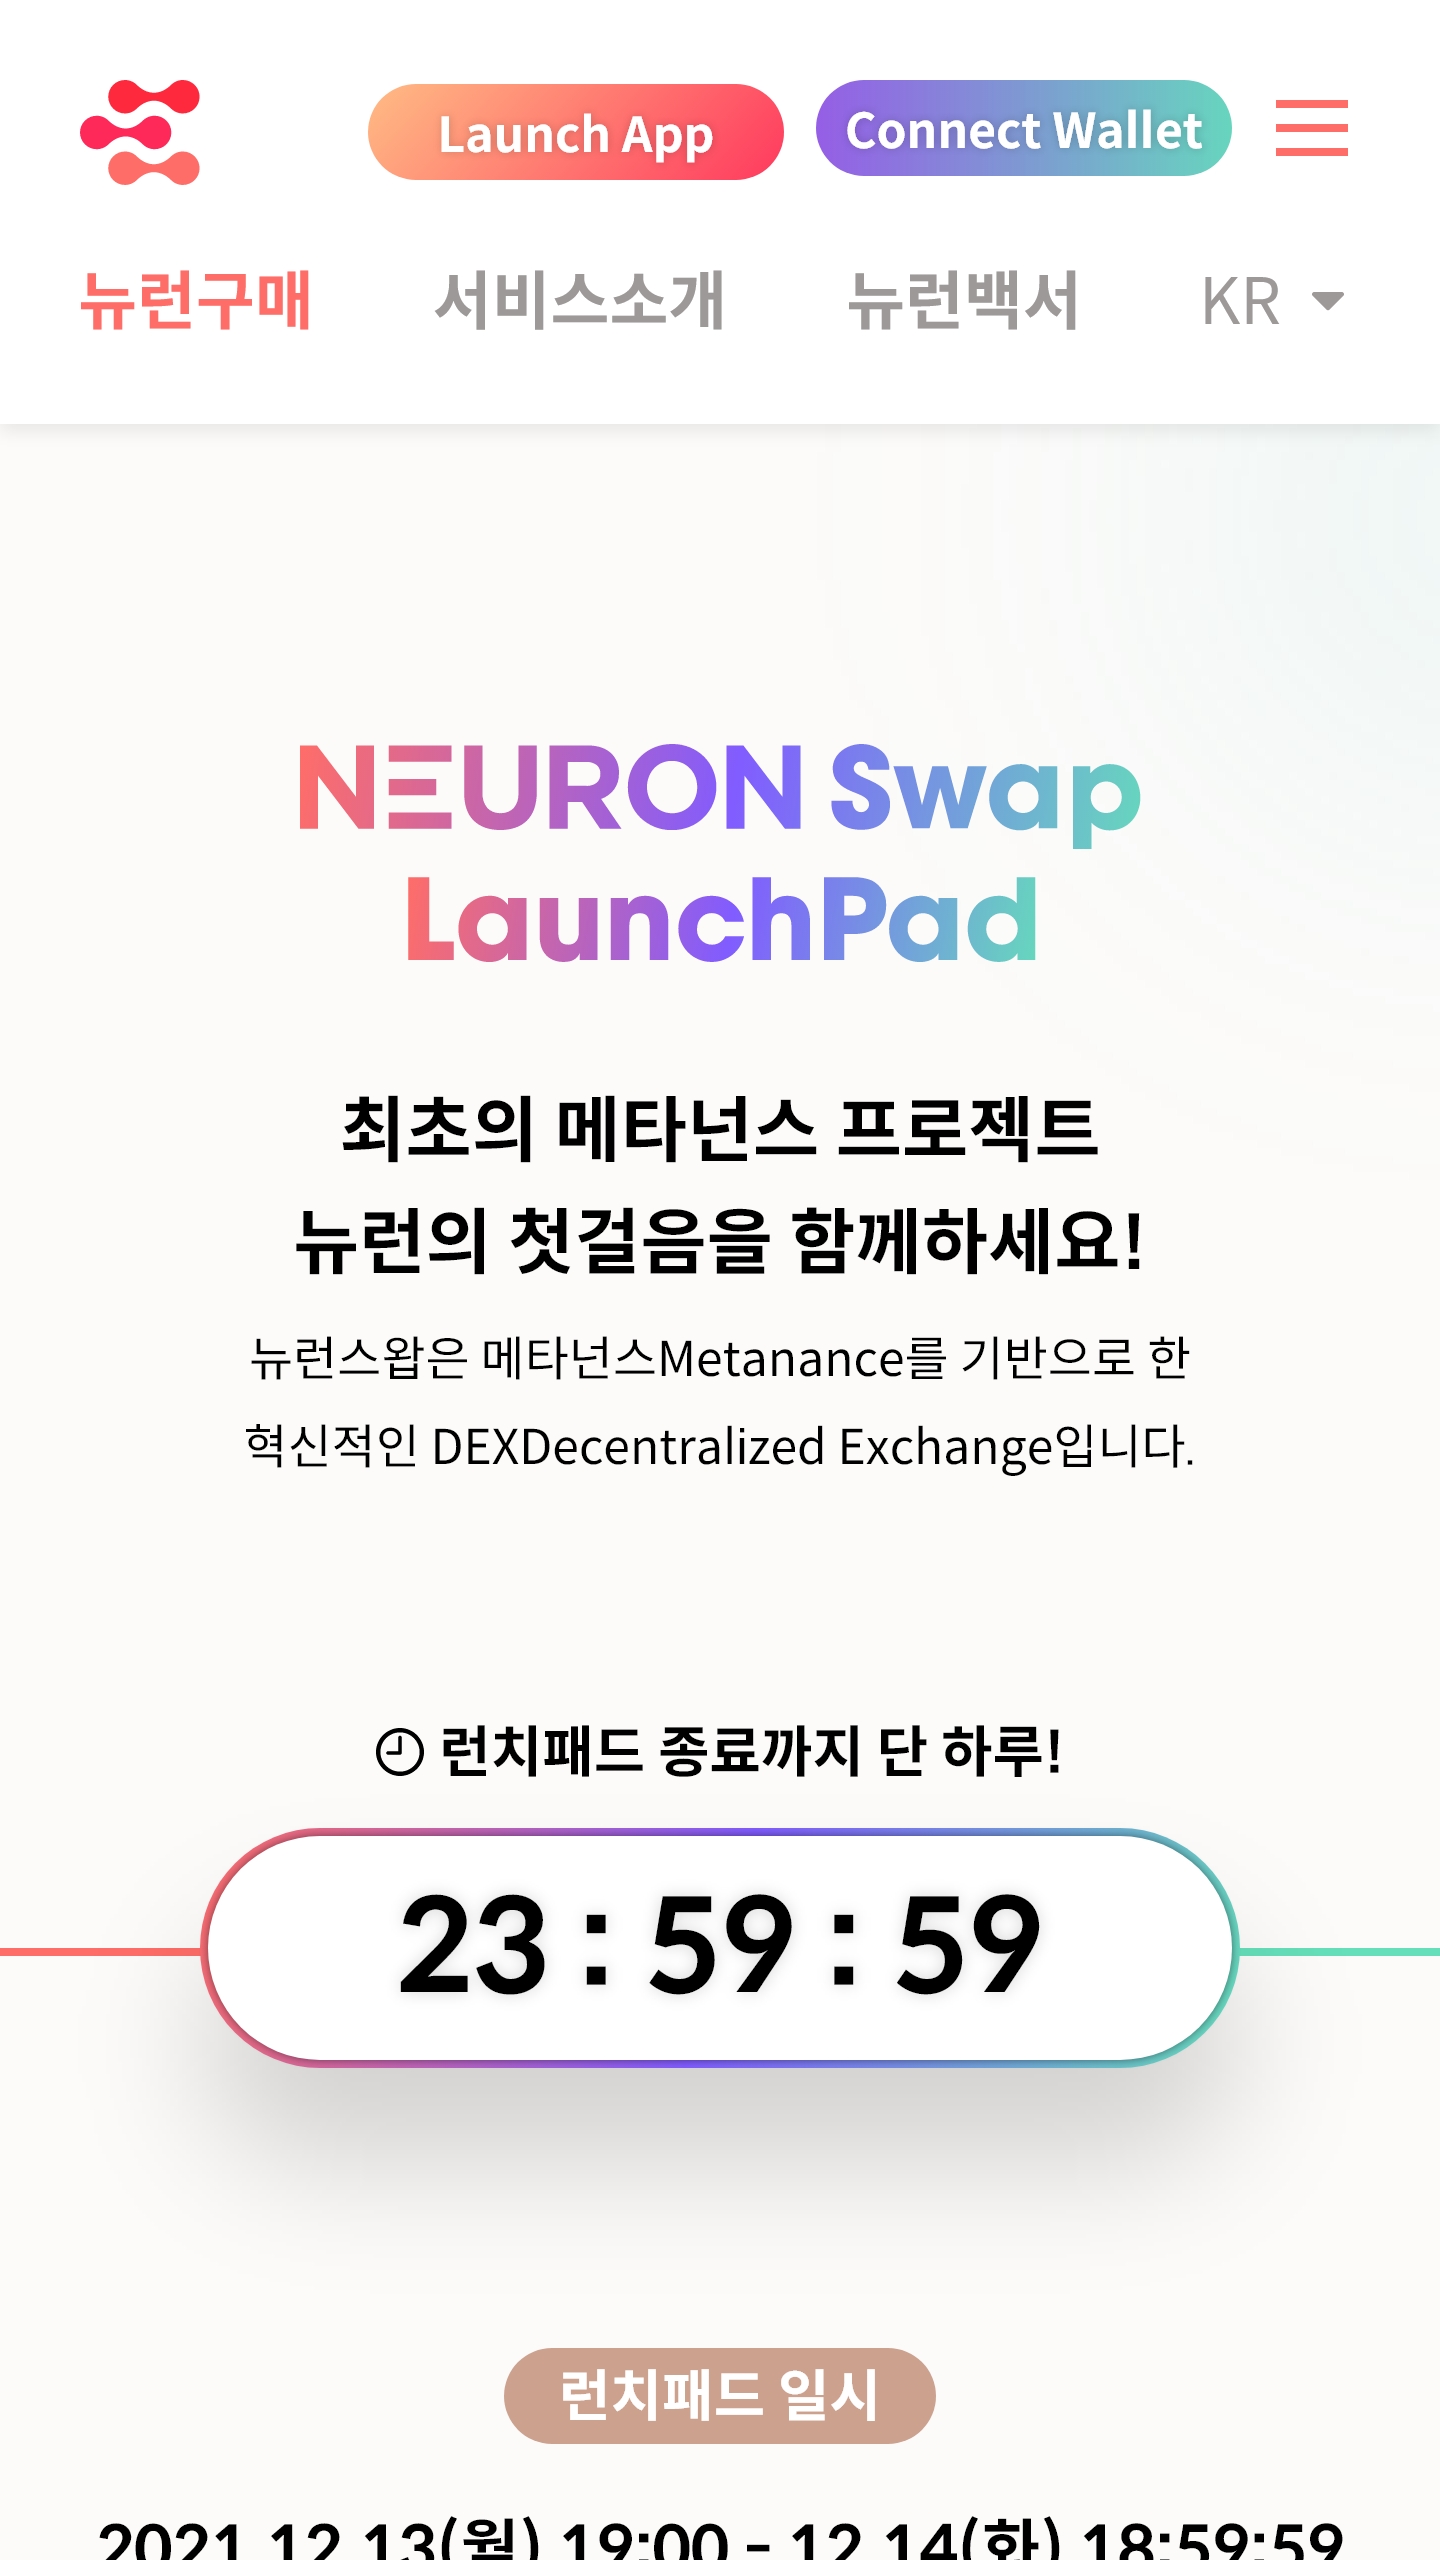 Launch App
Connect Wallet
뉴런구매
서비스소개
뉴런백서
KR
NEURON Swap
LaunchPad
최초의 메타넌스 프로젝트
뉴런의 첫걸음을 함께하세요!
뉴런스왑은 메타넌스Metanance를 기반으로 한
혁신적인 DEXDecentralized Exchange입니다.
런치패드 종료까지 단 하루!
23 : 59 : 59
런치패드 일시
2021.12.13(월) 19:00 - 12.14(화) 18:59:59